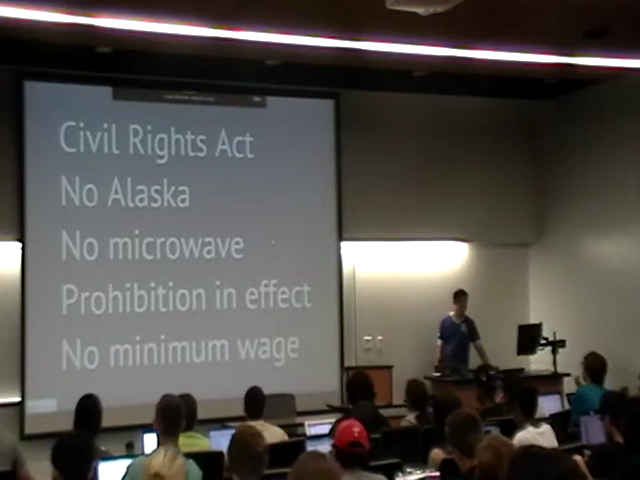 Civil Rights Act
No Alaska
No microwave
Prohibition in effect
No minimum wage